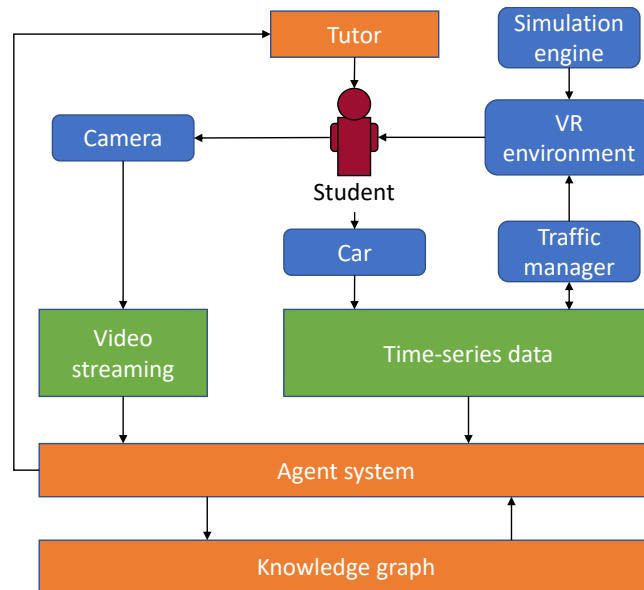 Tutor
Simulation
engine
Camera
VR
environment
Student
Car
Traffic
manager
Video
streaming
Time-series data
Agent system
Knowledge graph